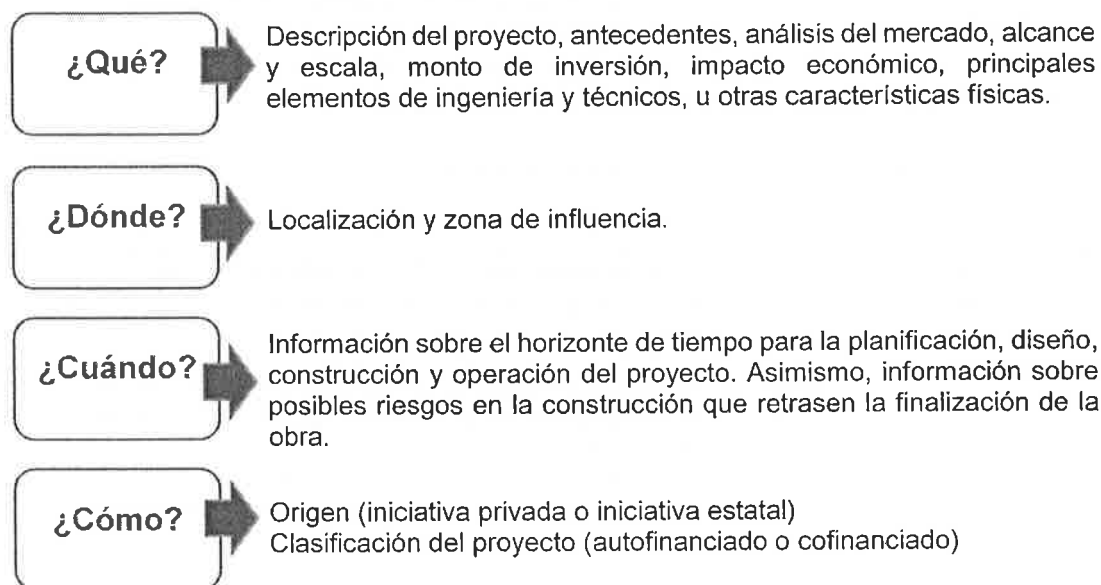 ¿Qué?
Descripción del proyecto, antecedentes, análisis del mercado, alcance
y escala, monto de inversión, impacto económico, principales
elementos de ingeniería y técnicos, u otras características físicas.
¿Dónde?
Localización y zona de influencia.
¿Cuándo?
Información sobre el horizonte de tiempo para la planificación, diseño,
construcción y operación del proyecto. Asimismo, información sobre
posibles riesgos en la construcción que retrasen la finalización de la
obra.
¿Cómo?
Origen (iniciativa privada o iniciativa estatal)
Clasificación del proyecto (autofinanciado o cofinanciado)